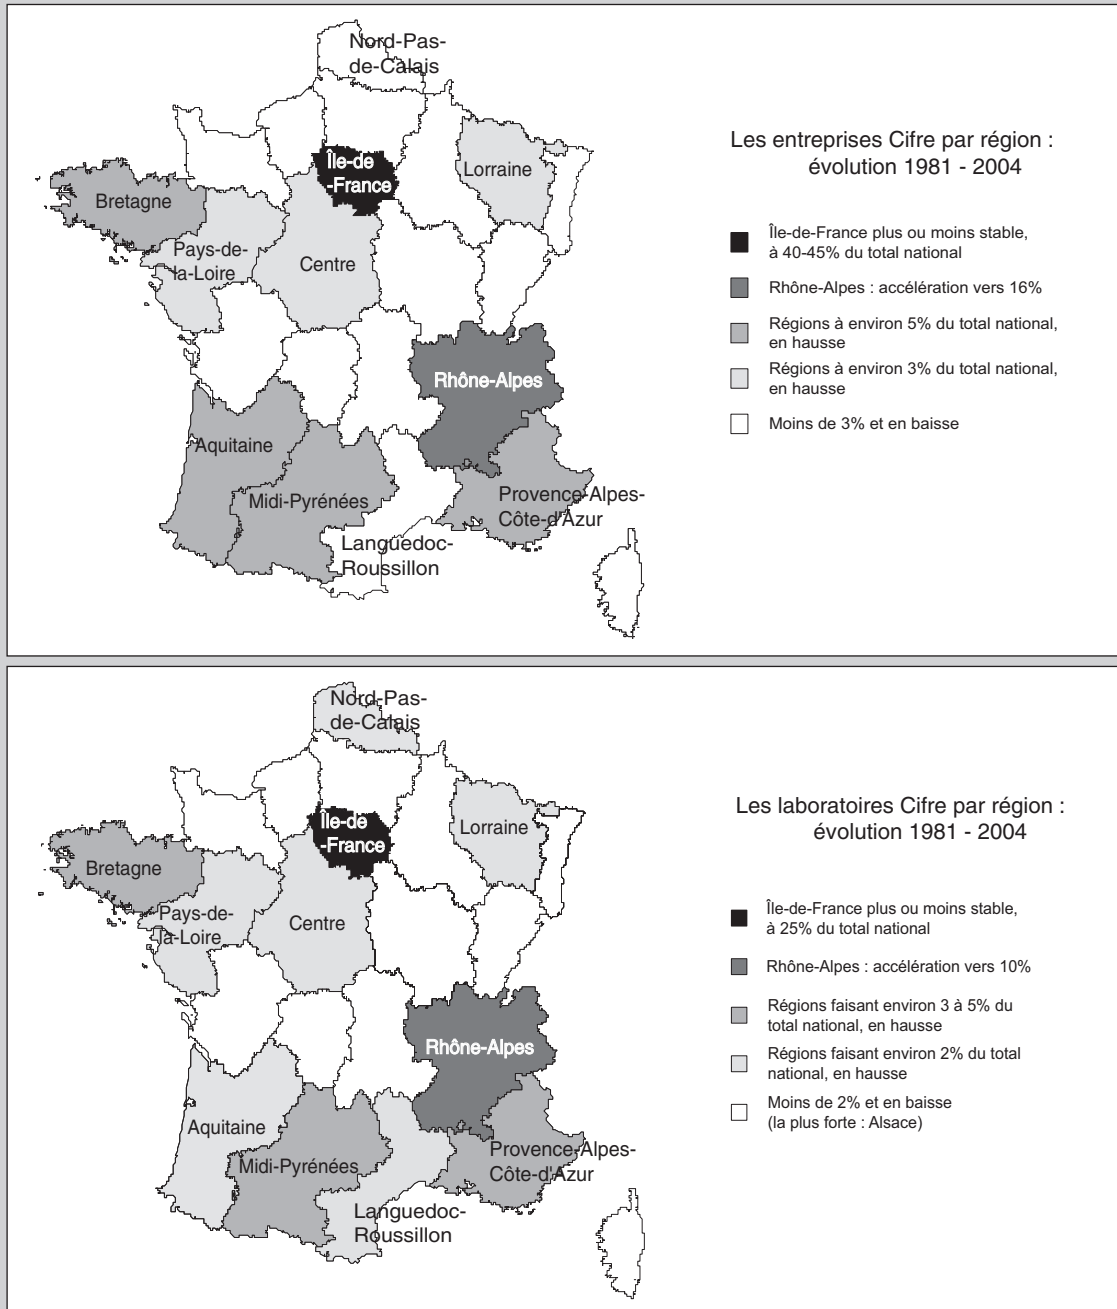 Nord-Pas-
de-Calais
Île-de
-France
Lorraine
Bretagne
Pays-de-
la-Loire
Centre
Rhône-Alpes
Aquitaine
Midi-Pyrénées
Provence-Alpes-
Côte-d'Azur
Languedoc-
Roussillon
Les entreprises Cifre par région :
évolution 1981 - 2004
Île-de-France plus ou moins stable,
à 40-45% du total national
Rhône-Alpes : accélération vers 16%
Régions à environ 5% du total national,
en hausse
Régions à environ 3% du total national,
en hausse
Moins de 3% et en baisse
Nord-Pas-
de-Calais
Île-de
-France
Lorraine
Bretagne
Pays-de-
la-Loire
Centre
Rhône-Alpes
Aquitaine
Midi-Pyrénées
Provence-Alpes-
Côte-d'Azur
Languedoc-
Roussillon
Les laboratoires Cifre par région :
évolution 1981 - 2004
Île-de-France plus ou moins stable,
à 25% du total national
Rhône-Alpes : accélération vers 10%
Régions faisant environ 3 à 5% du
total national, en hausse
Régions faisant environ 2% du total
national, en hausse
Moins de 2% et en baisse
(la plus forte : Alsace)